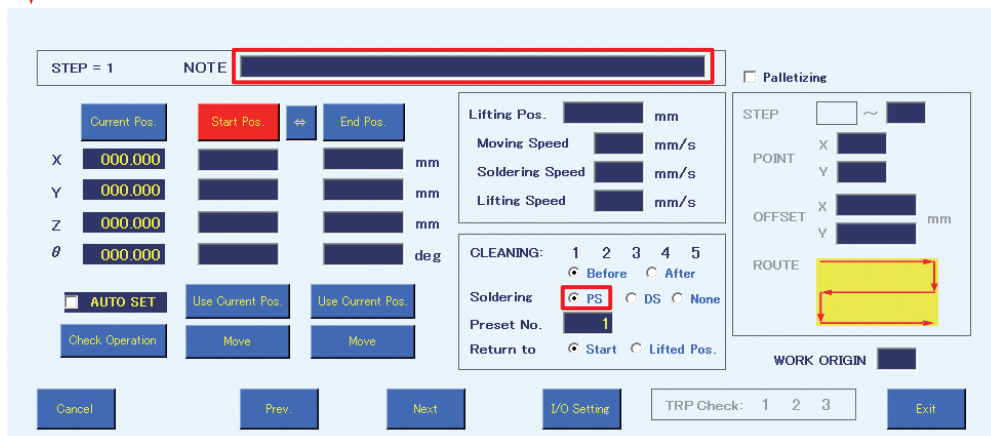 STEP = 1 NOTE
Palletizing
Current Pos. Start Pos. ⇔ End Pos.
X 000.000 mm
Y 000.000 mm
Z 000.000 mm
θ 000.000 deg
AUTO SET Use Current Pos. Use Current Pos.
Check Operation Move Move
Lifting Pos. mm
Moving Speed mm/s
Soldering Speed mm/s
Lifting Speed mm/s
CLEANING: 1 2 3 4 5
Before After
Soldering PS DS None
Preset No. 1
Return to Start Lifted Pos.
STEP ~
POINT X
Y
OFFSET X mm
Y
ROUTE
WORK ORIGIN
Cancel Prev. Next I/O Setting TRP Check: 1 2 3 Exit